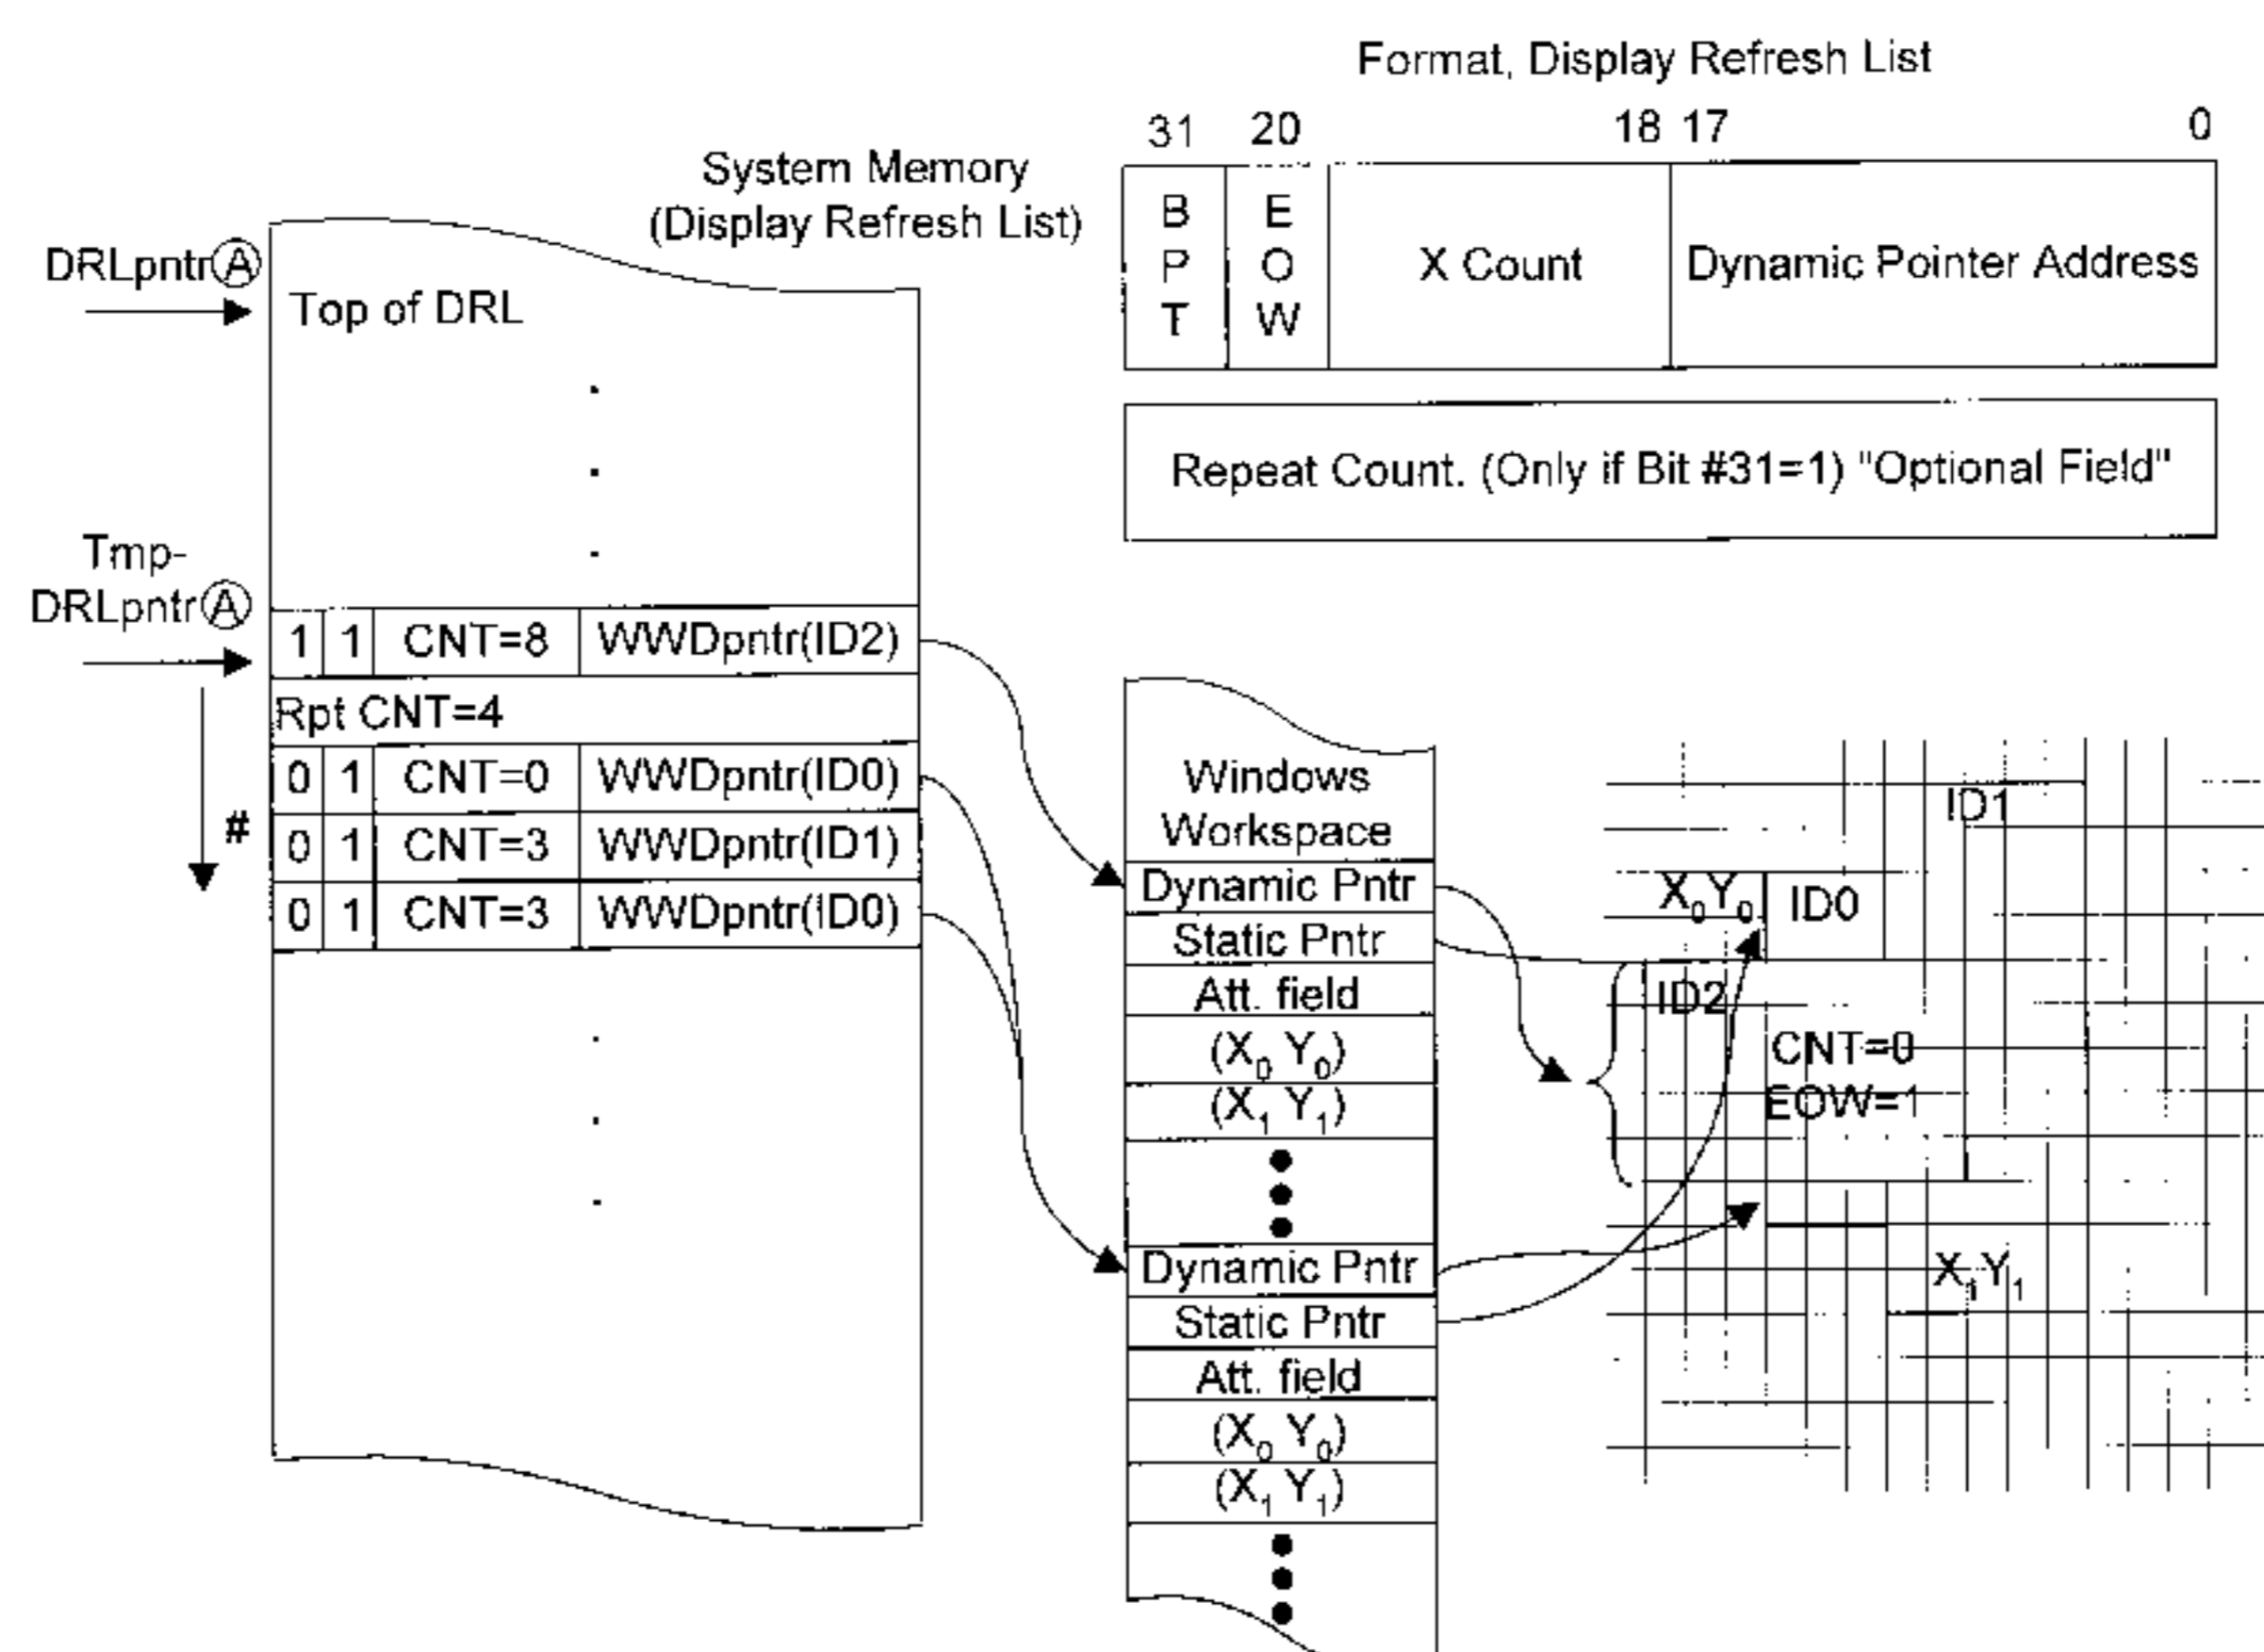 Format, Display Refresh List
31 20 18 17 0
B P T
E O W
X Count
Dynamic Pointer Address
Repeat Count. (Only if Bit #31=1) "Optional Field"
System Memory
(Display Refresh List)
DRLpntr Ⓐ
Top of DRL
Tmp-
DRLpntr Ⓐ
1 1 CNT=8 WWDpntr(ID2)
Rpt CNT=4
0 1 CNT=0 WWDpntr(ID0)
0 1 CNT=3 WWDpntr(ID1)
0 1 CNT=3 WWDpntr(ID0)
#
Windows
Workspace
Dynamic Pntr
Static Pntr
Att. field
(X₀ Y₀)
(X₁ Y₁)
Dynamic Pntr
Static Pntr
Att. field
(X₀ Y₀)
(X₁ Y₁)
ID1
X₀Y₀ ID0
ID2
CNT=0
EOW=1
X₁Y₁